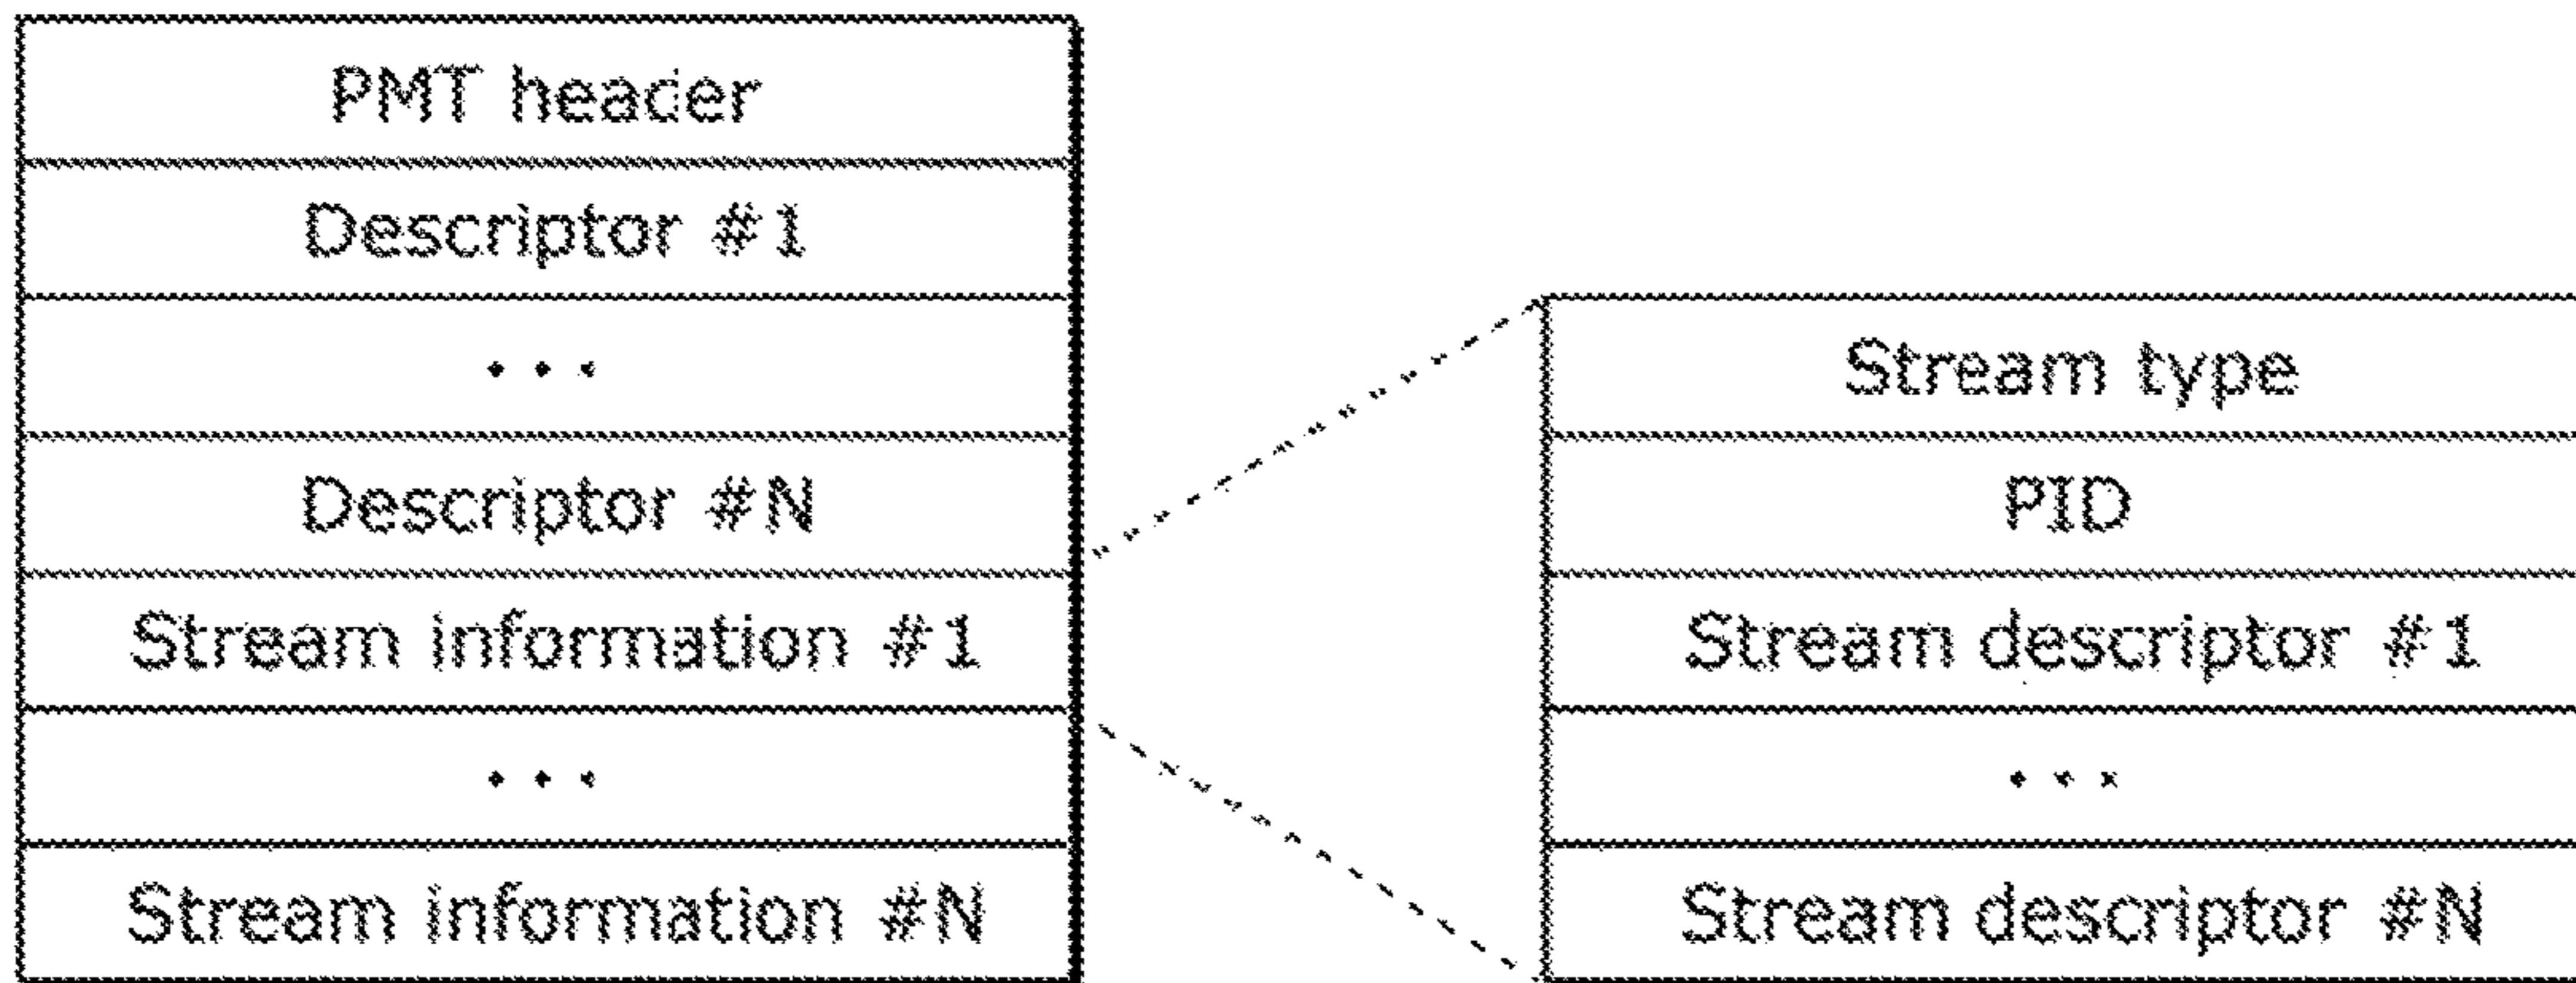 PMT header
Descriptor #1
...
Descriptor #N
Stream information #1
...
Stream information #N
Stream type
PID
Stream descriptor #1
...
Stream descriptor #N